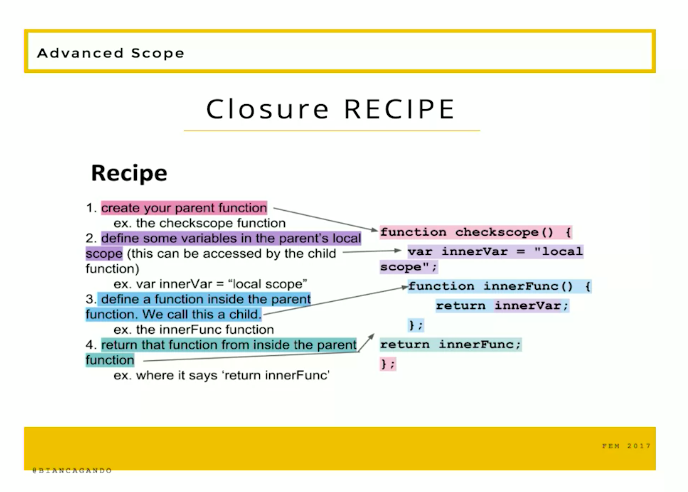 Advanced Scope
Closure RECIPE
Recipe
1. create your parent function
ex. the checkscope function
2. define some variables in the parent's local
scope (this can be accessed by the child
function)
ex. var innerVar = “local scope”
3. define a function inside the parent
function. We call this a child.
ex. the innerFunc function
4. return that function from inside the parent
function
ex. where it says ‘return innerFunc’
function checkscope() {
var innerVar = "local
scope";
function innerFunc() {
return innerVar;
};
return innerFunc;
};
FEM 2017
@BIANCAGANDO